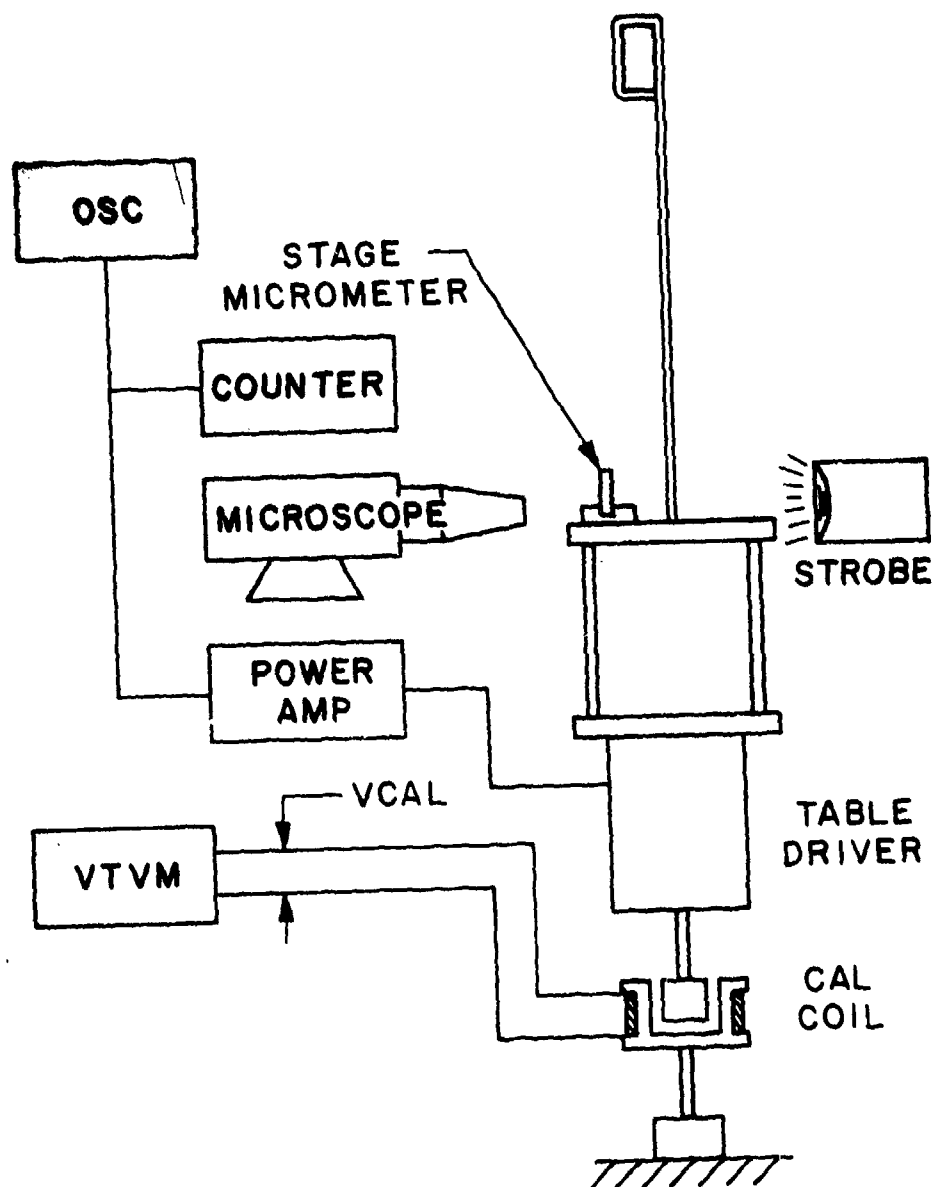 OSC
STAGE
MICROMETER
COUNTER
MICROSCOPE
STROBE
POWER
AMP
VCAL
TABLE
DRIVER
VTVM
CAL
COIL